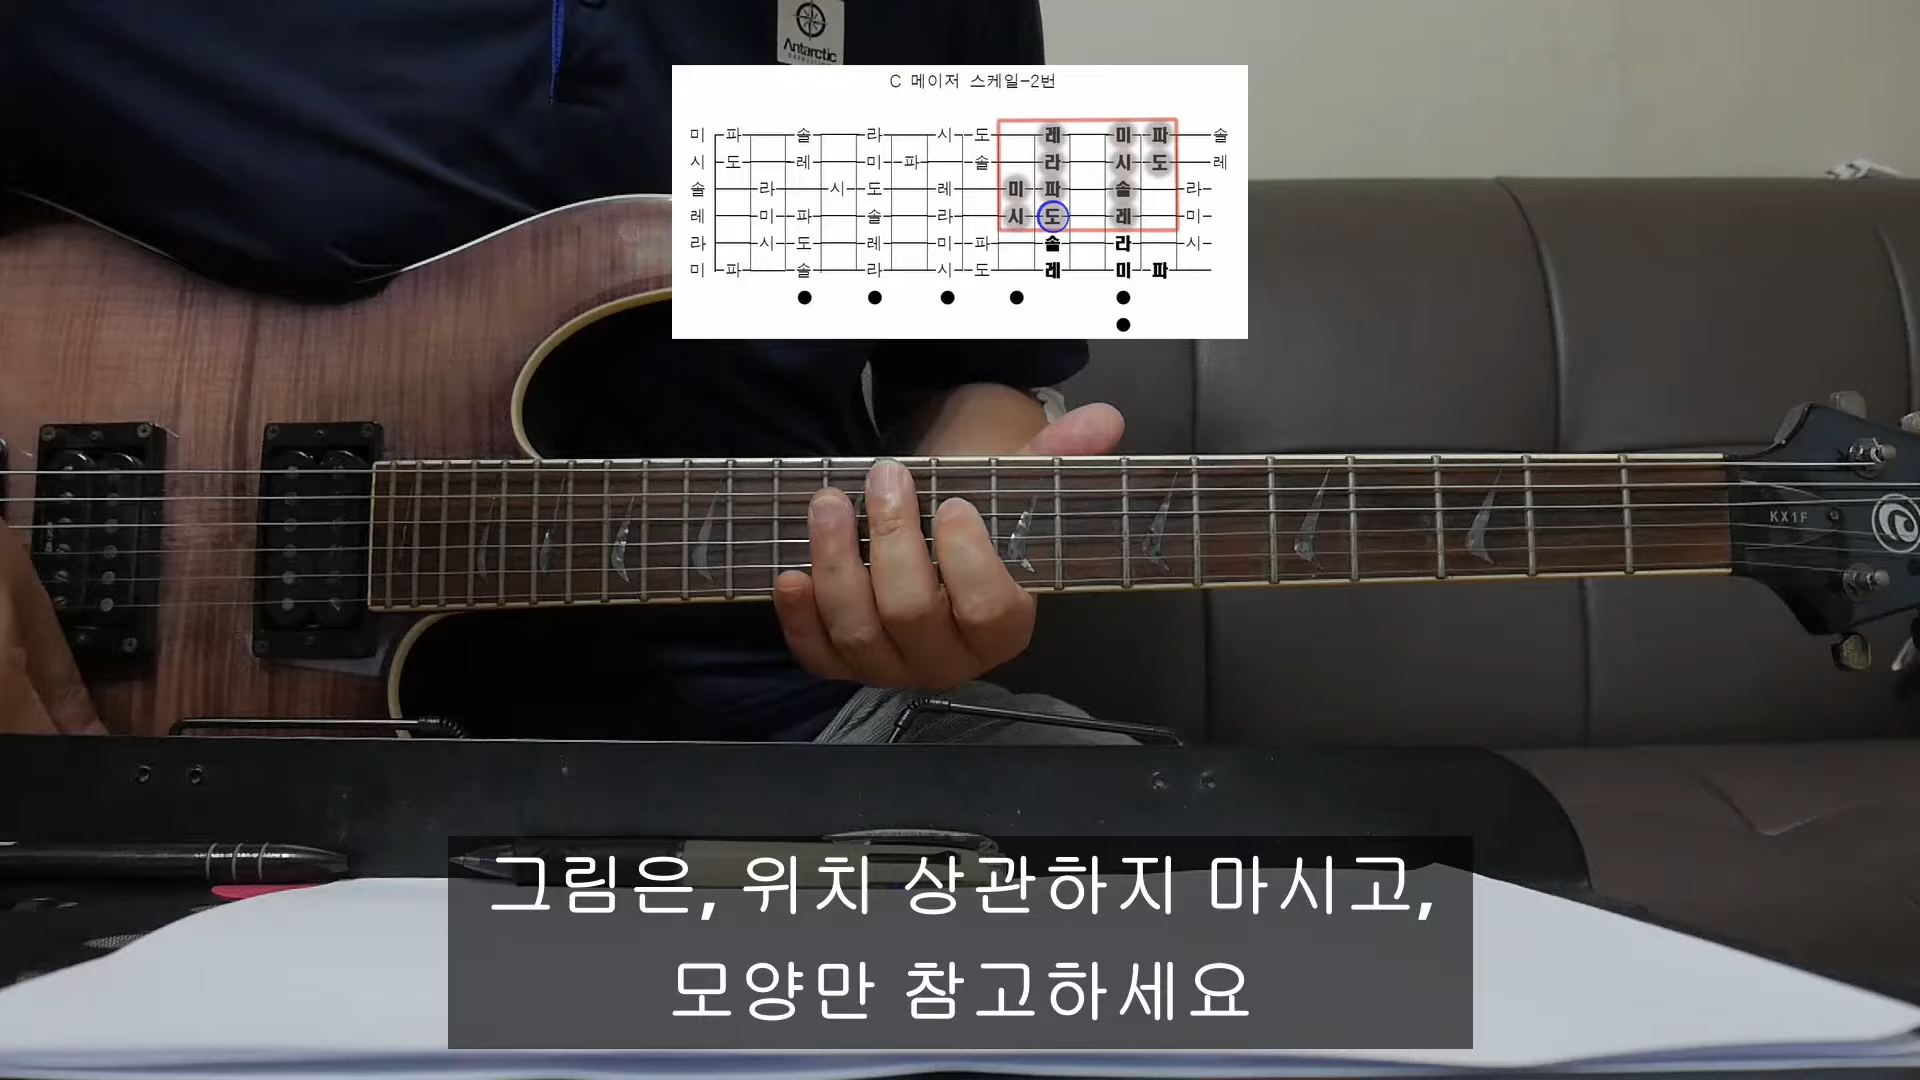 Antarctic
C 메이저 스케일-2번
미 파 솔 라 시 도 레 미 파 솔
시 도 레 미 파 솔 라 시 도 레
솔 라 시 도 레 미 파 솔 라
레 미 파 솔 라 시 도 레 미
라 시 도 레 미 파 솔 라 시
미 파 솔 라 시 도 레 미 파
KX1F
그림은, 위치 상관하지 마시고,
모양만 참고하세요